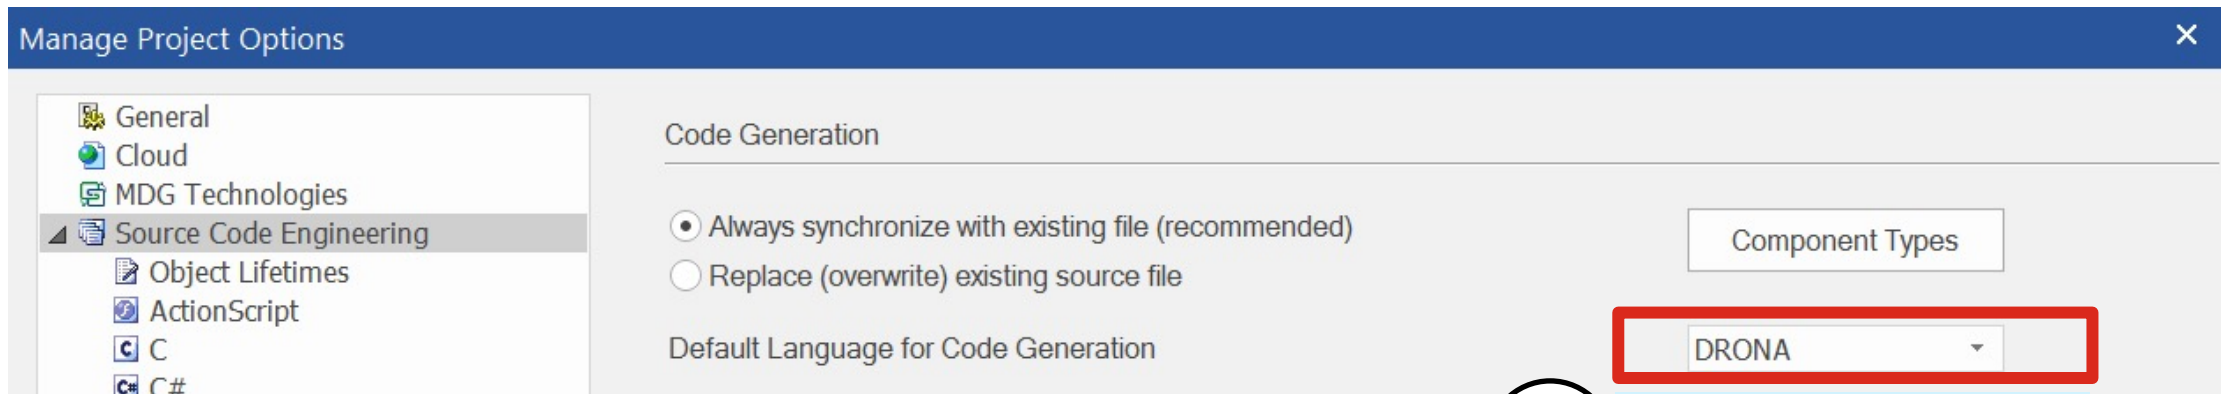 Manage Project Options
General
Cloud
MDG Technologies
Source Code Engineering
Object Lifetimes
ActionScript
C
C#
Code Generation
Always synchronize with existing file (recommended)
Replace (overwrite) existing source file
Component Types
Default Language for Code Generation
DRONA